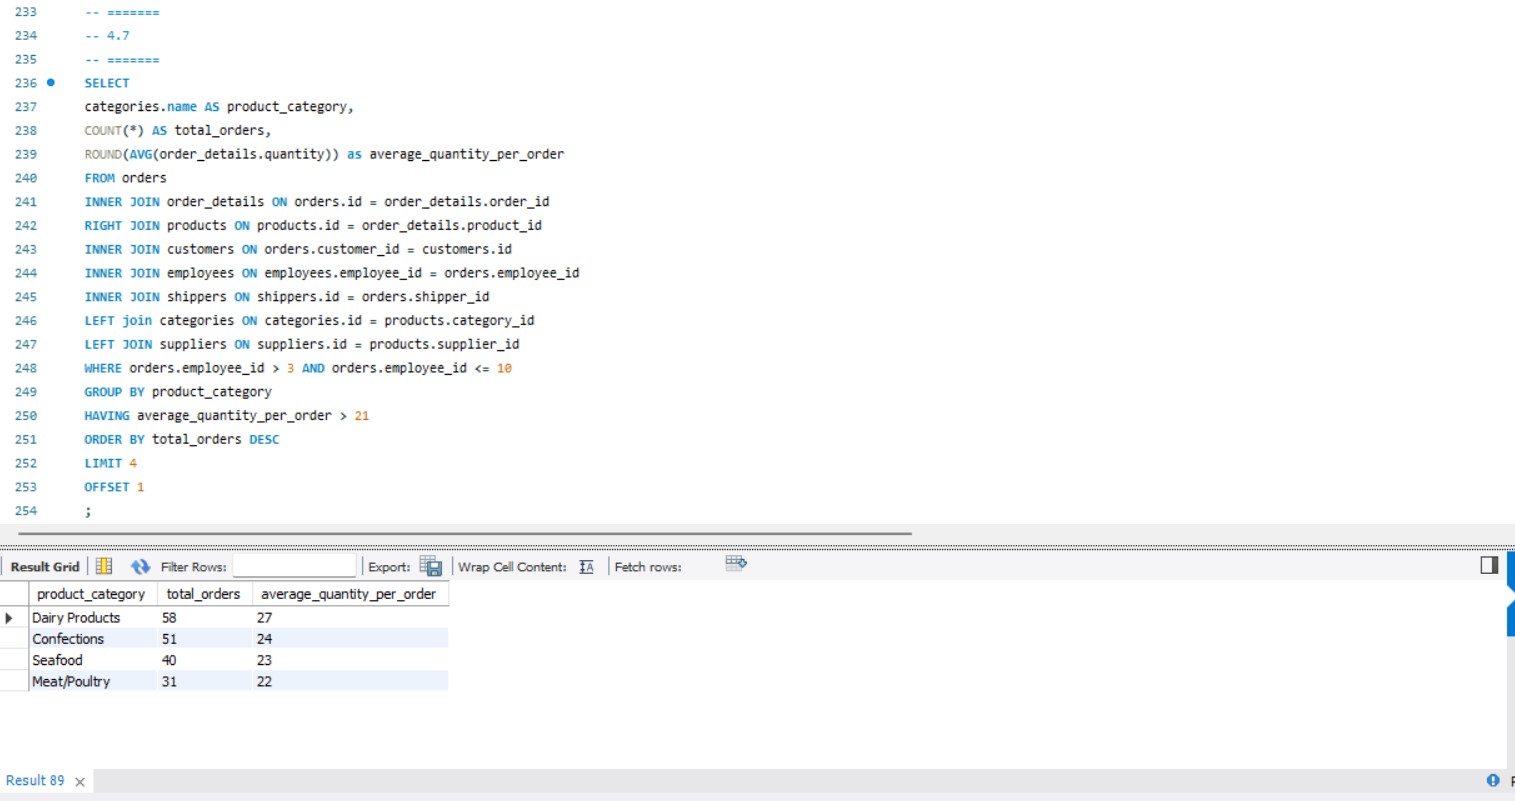 233 -- =======
234 -- 4.7
235 -- =======
236 SELECT
237 categories.name AS product_category,
238 COUNT(*) AS total_orders,
239 ROUND(AVG(order_details.quantity)) as average_quantity_per_order
240 FROM orders
241 INNER JOIN order_details ON orders.id = order_details.order_id
242 RIGHT JOIN products ON products.id = order_details.product_id
243 INNER JOIN customers ON orders.customer_id = customers.id
244 INNER JOIN employees ON employees.employee_id = orders.employee_id
245 INNER JOIN shippers ON shippers.id = orders.shipper_id
246 LEFT join categories ON categories.id = products.category_id
247 LEFT JOIN suppliers ON suppliers.id = products.supplier_id
248 WHERE orders.employee_id > 3 AND orders.employee_id <= 10
249 GROUP BY product_category
250 HAVING average_quantity_per_order > 21
251 ORDER BY total_orders DESC
252 LIMIT 4
253 OFFSET 1
254 ;
Result Grid Filter Rows: Export: Wrap Cell Content: IA Fetch rows:
product_category total_orders average_quantity_per_order
Dairy Products 58 27
Confections 51 24
Seafood 40 23
Meat/Poultry 31 22
Result 89